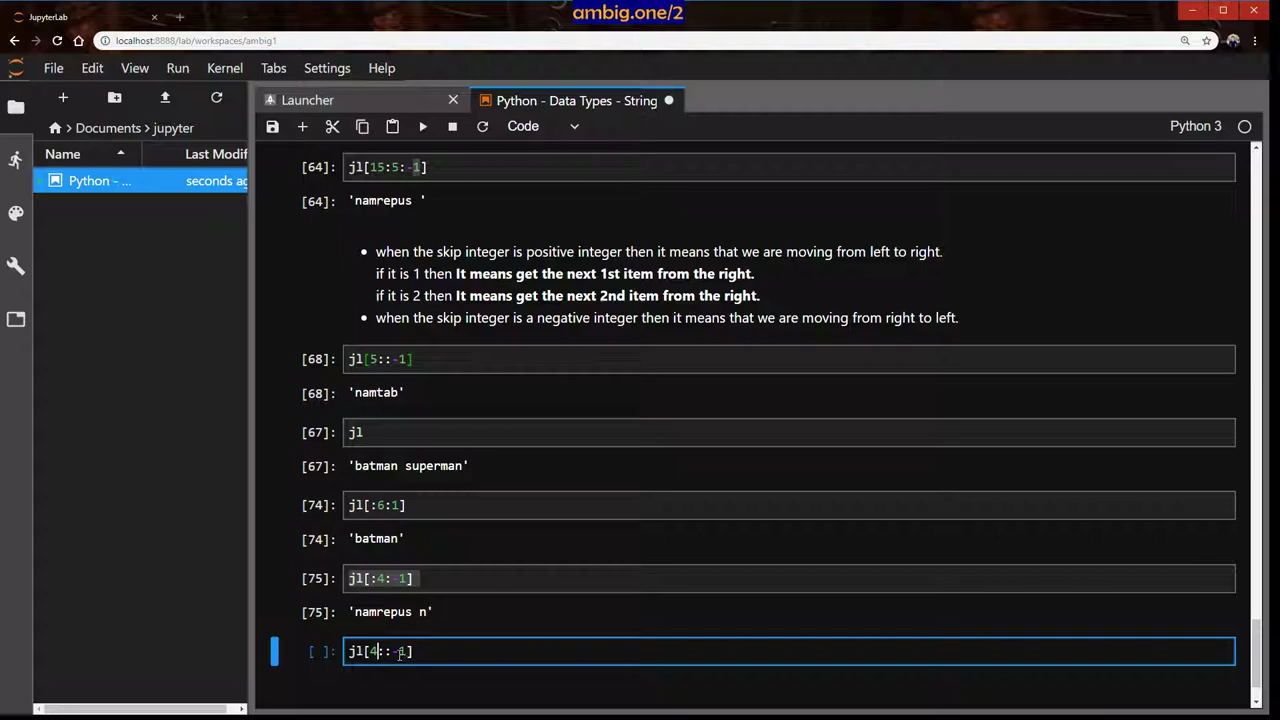 ambig.one/2
JupyterLab
localhost:8888/lab/workspaces/ambig1
File Edit View Run Kernel Tabs Settings Help
Launcher
Python - Data Types - String
Documents
jupyter
Code
Python 3
Name
Last Modif
Python - ...
seconds ag
[64]: jl[15:5:-1]
[64]: 'namrepus '
• when the skip integer is positive integer then it means that we are moving from left to right.
if it is 1 then It means get the next 1st item from the right.
if it is 2 then It means get the next 2nd item from the right.
• when the skip integer is a negative integer then it means that we are moving from right to left.
[68]: jl[5::-1]
[68]: 'namtab'
[67]: jl
[67]: 'batman superman'
[74]: jl[:6:1]
[74]: 'batman'
[75]: jl[:4:-1]
[75]: 'namrepus n'
[ ]: jl[4::-1]